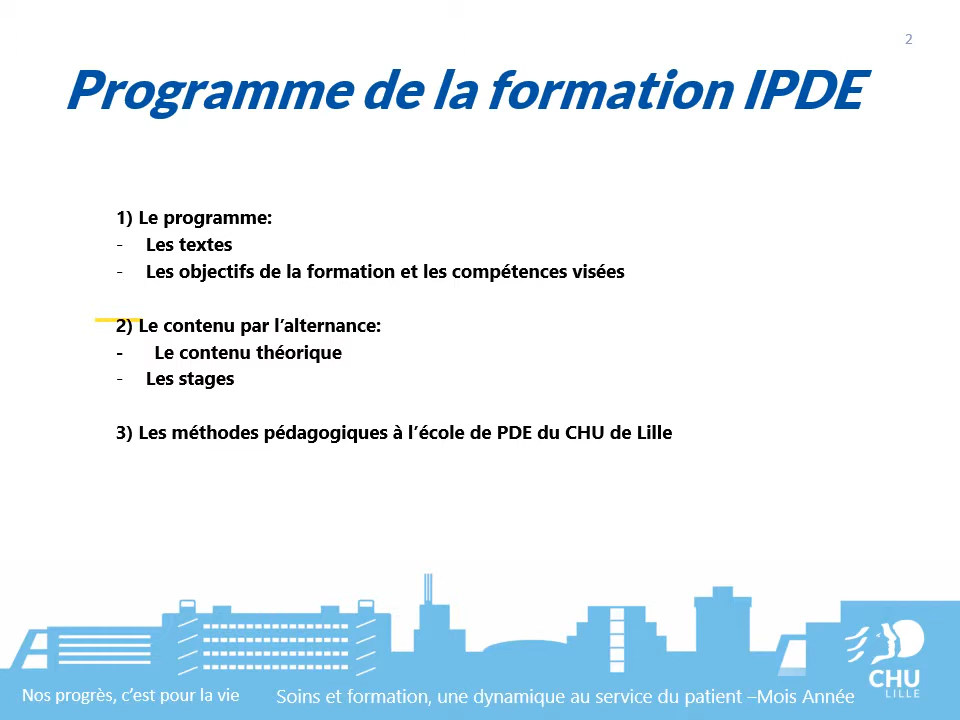 2
Programme de la formation IPDE
1) Le programme:
- Les textes
- Les objectifs de la formation et les compétences visées
2) Le contenu par l’alternance:
- Le contenu théorique
- Les stages
3) Les méthodes pédagogiques à l’école de PDE du CHU de Lille
CHU
LILLE
Nos progrès, c’est pour la vie
Soins et formation, une dynamique au service du patient –Mois Année